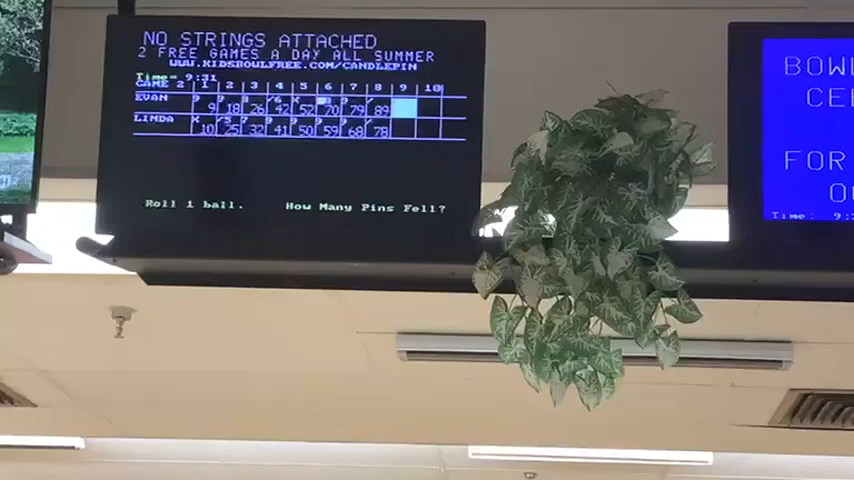 NO STRINGS ATTACHED
2 FREE GAMES A DAY ALL SUMMER
WWW.KIDSBOWLFREE.COM/CANDLEPIN
Time= 9:31
GAME 2 1 2 3 4 5 6 7 8 9 10
EVAN
9 18 26 42 52 70 79 89
LINDA
10 25 32 41 50 59 68 78
Roll 1 ball. How Many Pins Fell?
BOWL
FOR
Time: 9: